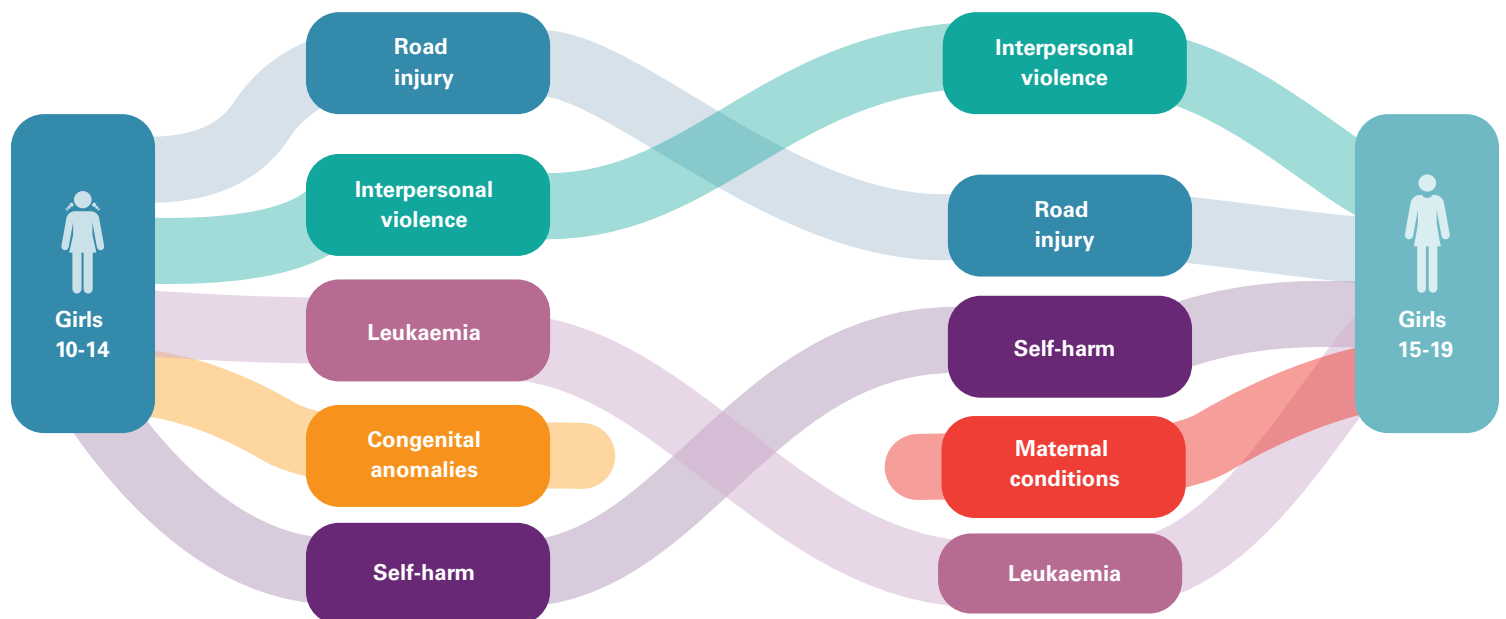 Girls
10-14
Road
injury
Interpersonal
violence
Leukaemia
Congenital
anomalies
Self-harm
Interpersonal
violence
Road
injury
Self-harm
Maternal
conditions
Leukaemia
Girls
15-19